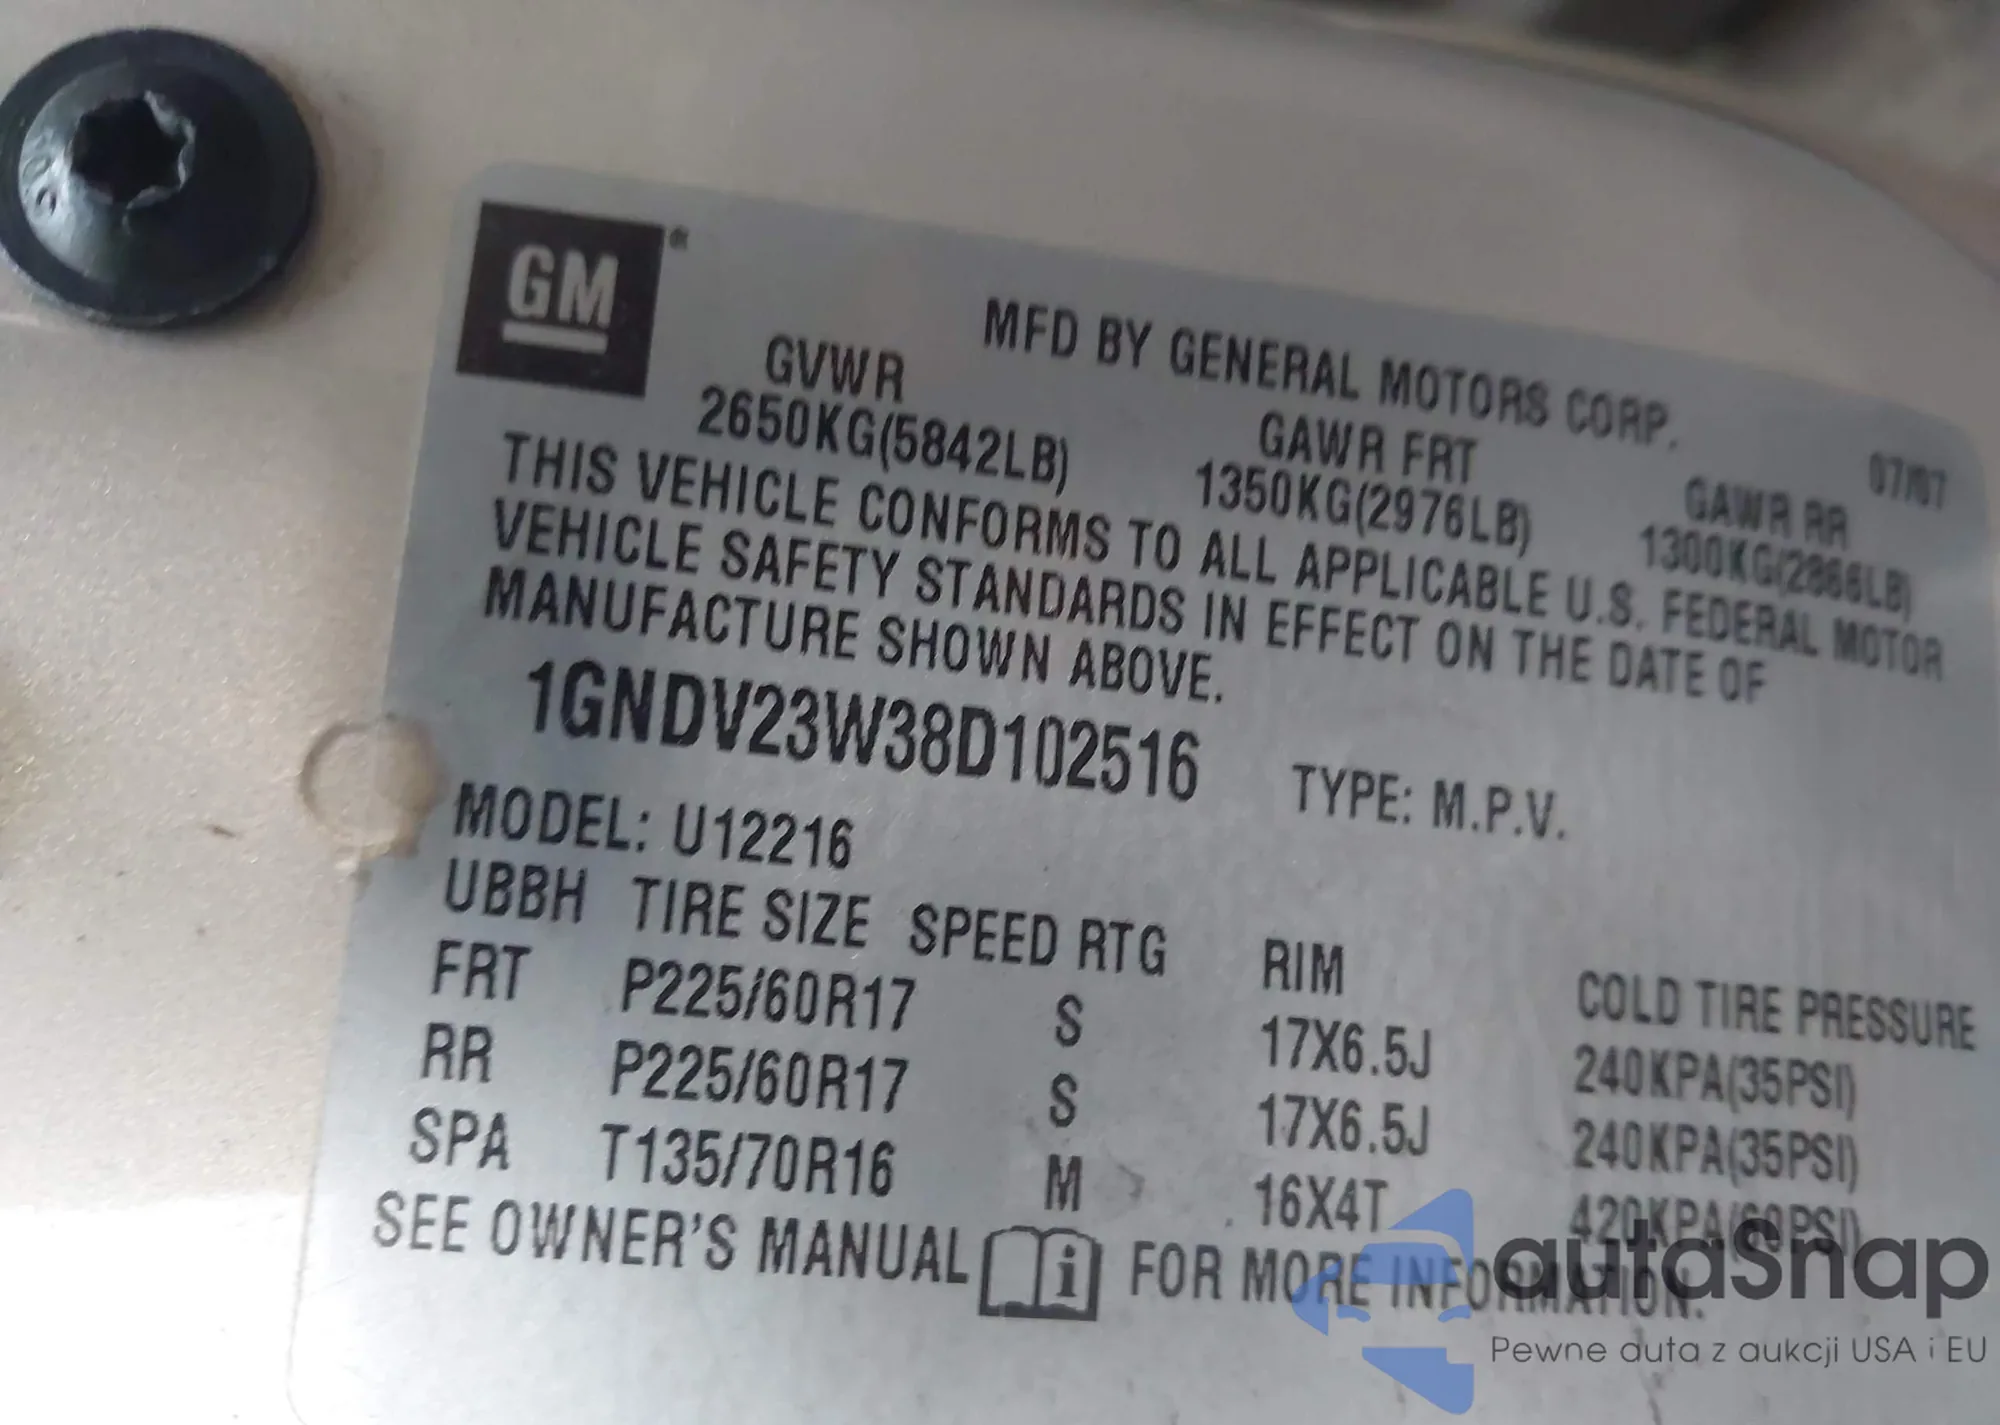 GM
MFD BY GENERAL MOTORS CORP.
07/07
GVWR GAWR FRT GAWR RR
2650KG(5842LB) 1350KG(2976LB) 1300KG(2866LB)
THIS VEHICLE CONFORMS TO ALL APPLICABLE U.S. FEDERAL MOTOR
VEHICLE SAFETY STANDARDS IN EFFECT ON THE DATE OF
MANUFACTURE SHOWN ABOVE.
1GNDV23W38D102516 TYPE: M.P.V.
MODEL: U12216
UBBH TIRE SIZE SPEED RTG RIM COLD TIRE PRESSURE
FRT P225/60R17 S 17X6.5J 240KPA(35PSI)
RR P225/60R17 S 17X6.5J 240KPA(35PSI)
SPA T135/70R16 M 16X4T 420KPA(60PSI)
SEE OWNER'S MANUAL i FOR MORE INFORMATION.
autaSnap
Pewne auta z aukcji USA i EU